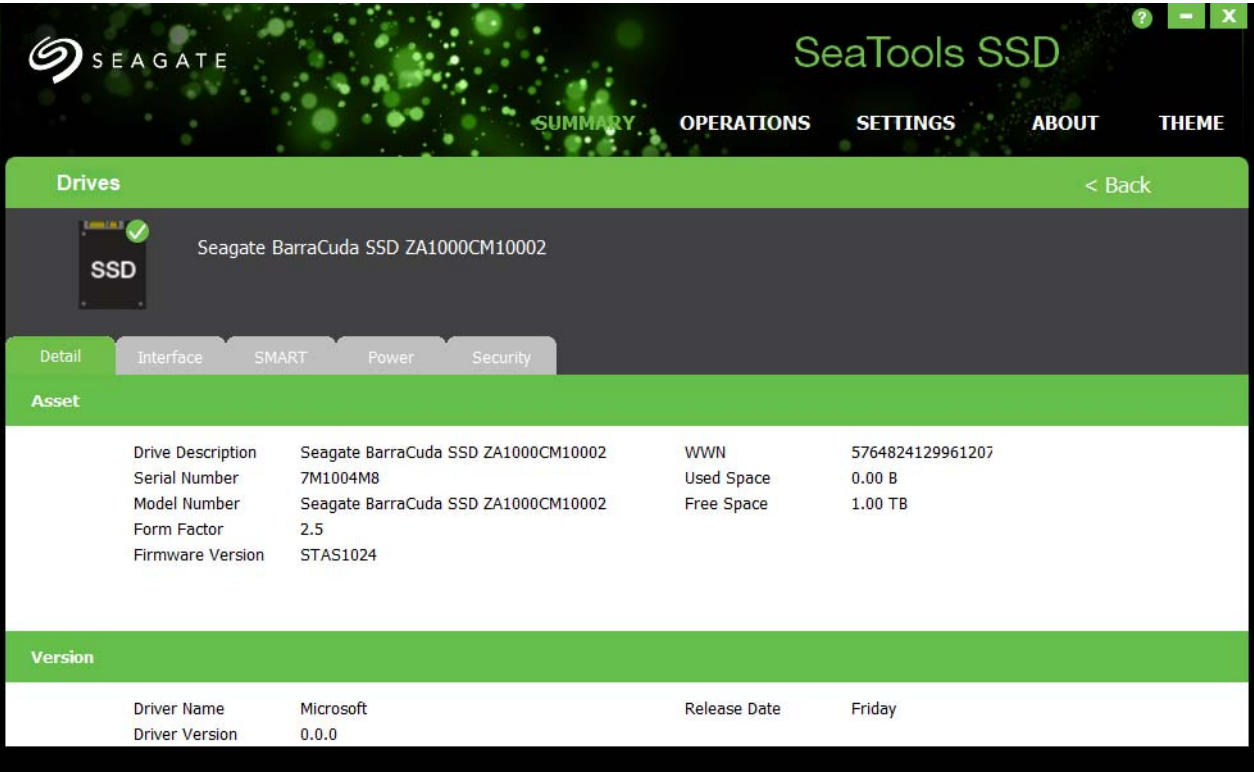 ? - X
SEAGATE
SeaTools SSD
SUMMARY OPERATIONS SETTINGS ABOUT THEME
Drives < Back
SSD
Seagate BarraCuda SSD ZA1000CM10002
Detail Interface SMART Power Security
Asset
Drive Description Seagate BarraCuda SSD ZA1000CM10002 WWN 5764824129961207
Serial Number 7M1004M8 Used Space 0.00 B
Model Number Seagate BarraCuda SSD ZA1000CM10002 Free Space 1.00 TB
Form Factor 2.5
Firmware Version STAS1024
Version
Driver Name Microsoft Release Date Friday
Driver Version 0.0.0